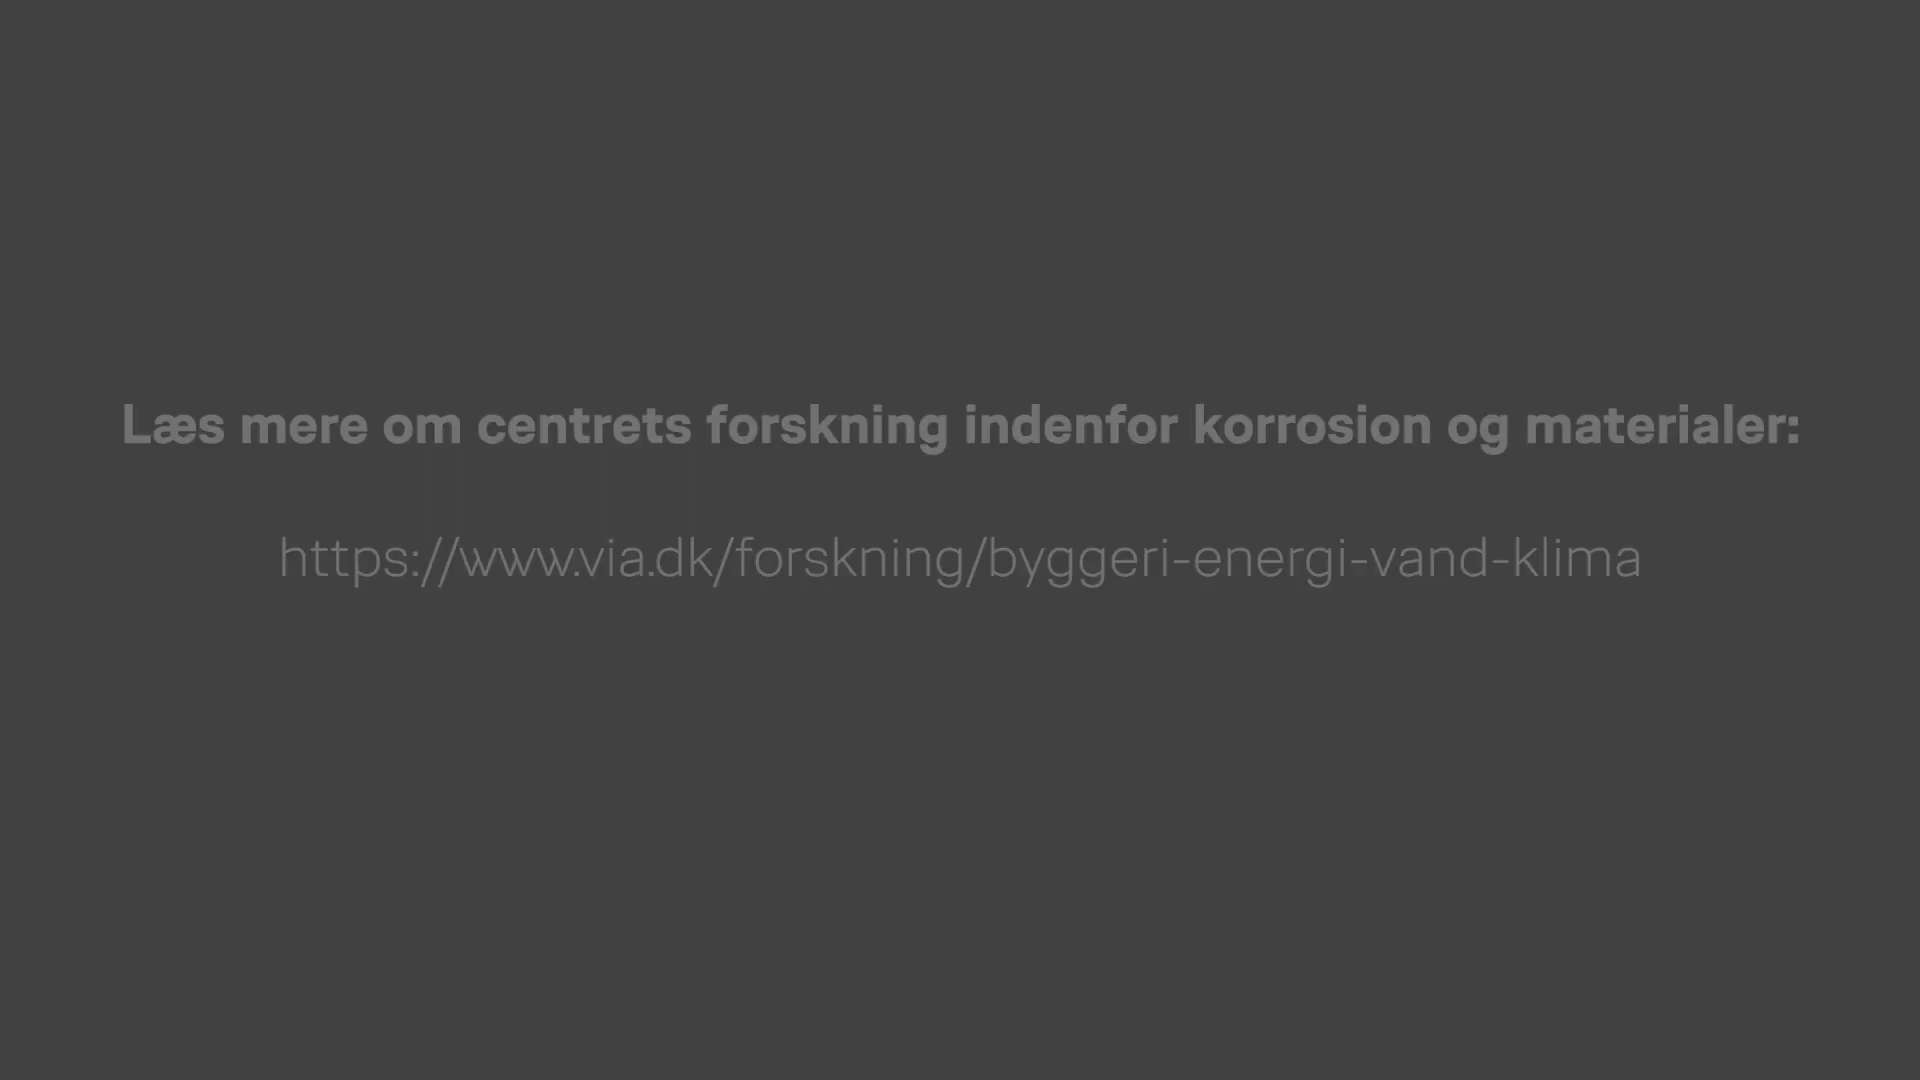 Læs mere om centrets forskning indenfor korrosion og materialer:
https://www.via.dk/forskning/byggeri-energi-vand-klima